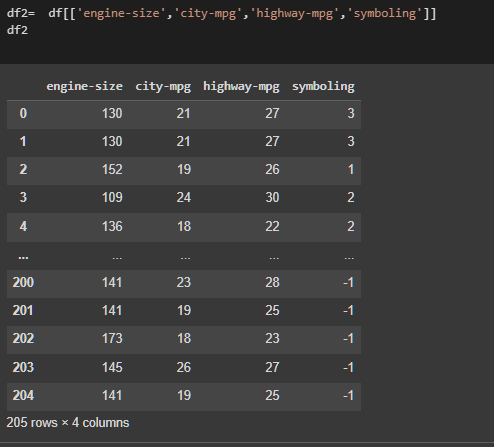 df2=  df[['engine-size','city-mpg','highway-mpg','symboling']]
df2
engine-size city-mpg highway-mpg symboling
0 130 21 27 3
1 130 21 27 3
2 152 19 26 1
3 109 24 30 2
4 136 18 22 2
... ... ... ... ...
200 141 23 28 -1
201 141 19 25 -1
202 173 18 23 -1
203 145 26 27 -1
204 141 19 25 -1
205 rows × 4 columns